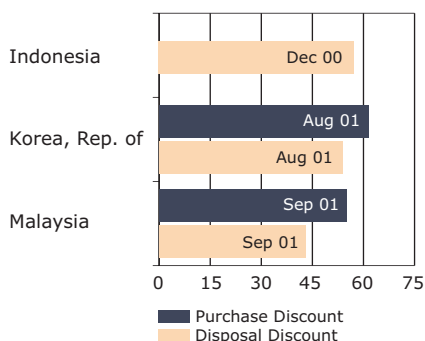 Indonesia
Dec 00
Korea, Rep. of
Aug 01
Aug 01
Malaysia
Sep 01
Sep 01
0 15 30 45 60 75
Purchase Discount
Disposal Discount